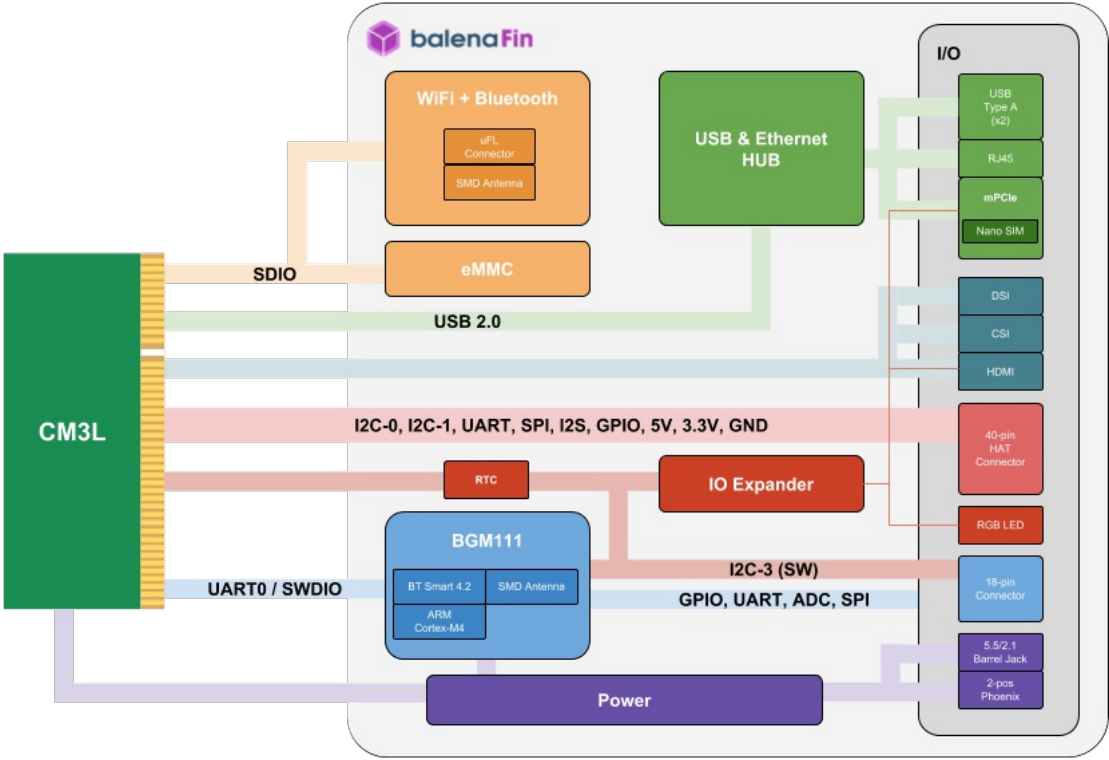 balenaFin
I/O
WiFi + Bluetooth
uFL
Connector
SMD Antenna
USB & Ethernet
HUB
USB
Type A
(x2)
RJ45
mPCIe
Nano SIM
eMMC
SDIO
USB 2.0
DSI
CSI
HDMI
CM3L
I2C-0, I2C-1, UART, SPI, I2S, GPIO, 5V, 3.3V, GND
40-pin
HAT
Connector
RTC
IO Expander
RGB LED
BGM111
BT Smart 4.2
SMD Antenna
ARM
Cortex-M4
UART0 / SWDIO
I2C-3 (SW)
GPIO, UART, ADC, SPI
18-pin
Connector
5.5/2.1
Barrel Jack
2-pos
Phoenix
Power